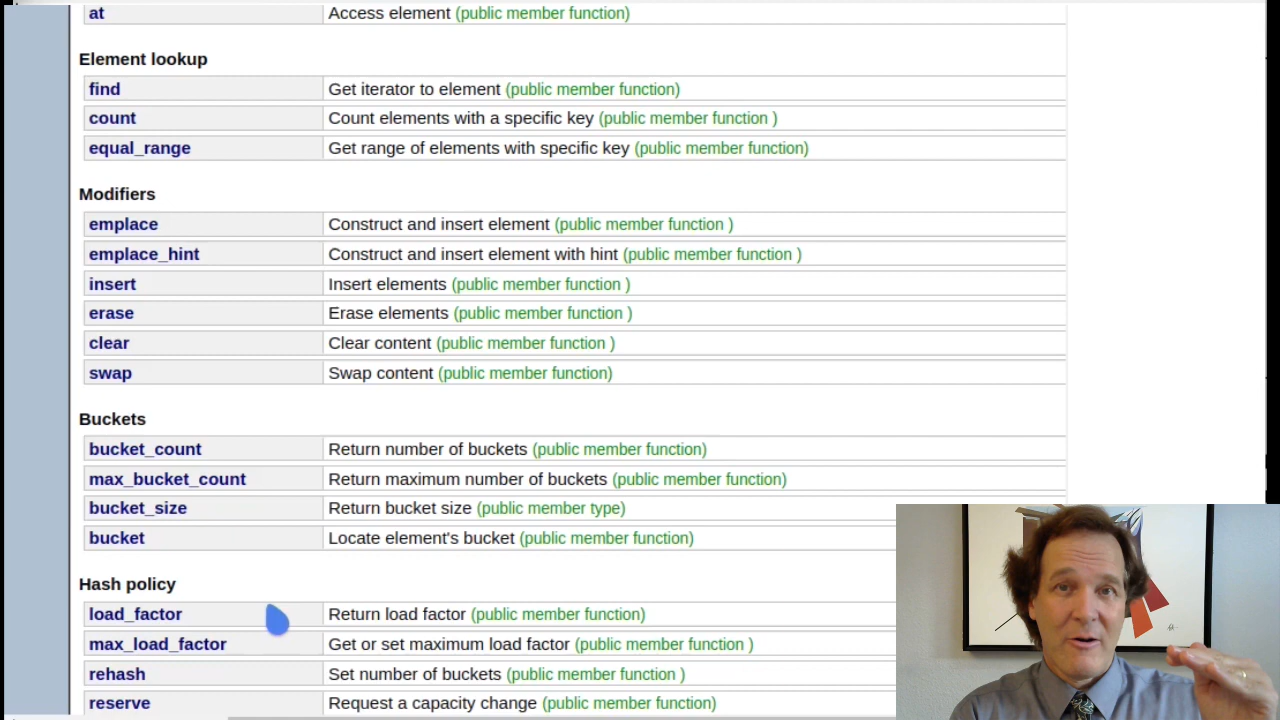 at Access element (public member function)
Element lookup
find Get iterator to element (public member function)
count Count elements with a specific key (public member function )
equal_range Get range of elements with specific key (public member function)
Modifiers
emplace Construct and insert element (public member function )
emplace_hint Construct and insert element with hint (public member function )
insert Insert elements (public member function )
erase Erase elements (public member function )
clear Clear content (public member function )
swap Swap content (public member function)
Buckets
bucket_count Return number of buckets (public member function)
max_bucket_count Return maximum number of buckets (public member function)
bucket_size Return bucket size (public member type)
bucket Locate element's bucket (public member function)
Hash policy
load_factor Return load factor (public member function)
max_load_factor Get or set maximum load factor (public member function )
rehash Set number of buckets (public member function )
reserve Request a capacity change (public member function)